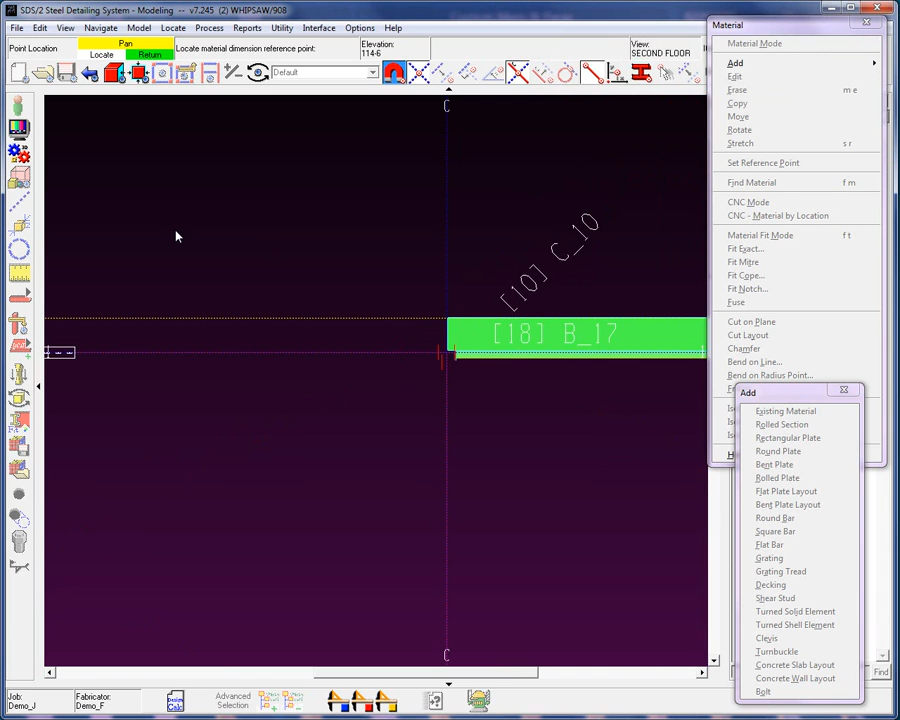 SDS/2 Steel Detailing System - Modeling -- v7.245 (2) WHIPSAW/908
File Edit View Navigate Model Locate Process Reports Utility Interface Options Help
Point Location
Pan
Locate Return
Locate material dimension reference point:
Elevation:
114-6
View:
SECOND FLOOR
Default
C
[10] C_10
[18] B_17
C
Material
Material Mode
Add
Edit
Erase m e
Copy
Move
Rotate
Stretch s r
Set Reference Point
Find Material f m
CNC Mode
CNC - Material by Location
Material Fit Mode f t
Fit Exact...
Fit Mitre
Fit Cope...
Fit Notch...
Fuse
Cut on Plane
Cut Layout
Chamfer
Bend on Line...
Bend on Radius Point...
Add
Existing Material
Rolled Section
Rectangular Plate
Round Plate
Bent Plate
Rolled Plate
Flat Plate Layout
Bent Plate Layout
Round Bar
Square Bar
Flat Bar
Grating
Grating Tread
Decking
Shear Stud
Turned Solid Element
Turned Shell Element
Clevis
Turnbuckle
Concrete Slab Layout
Concrete Wall Layout
Bolt
Find
Job:
Demo_J
Fabricator:
Demo_F
Design
Calc
Advanced
Selection